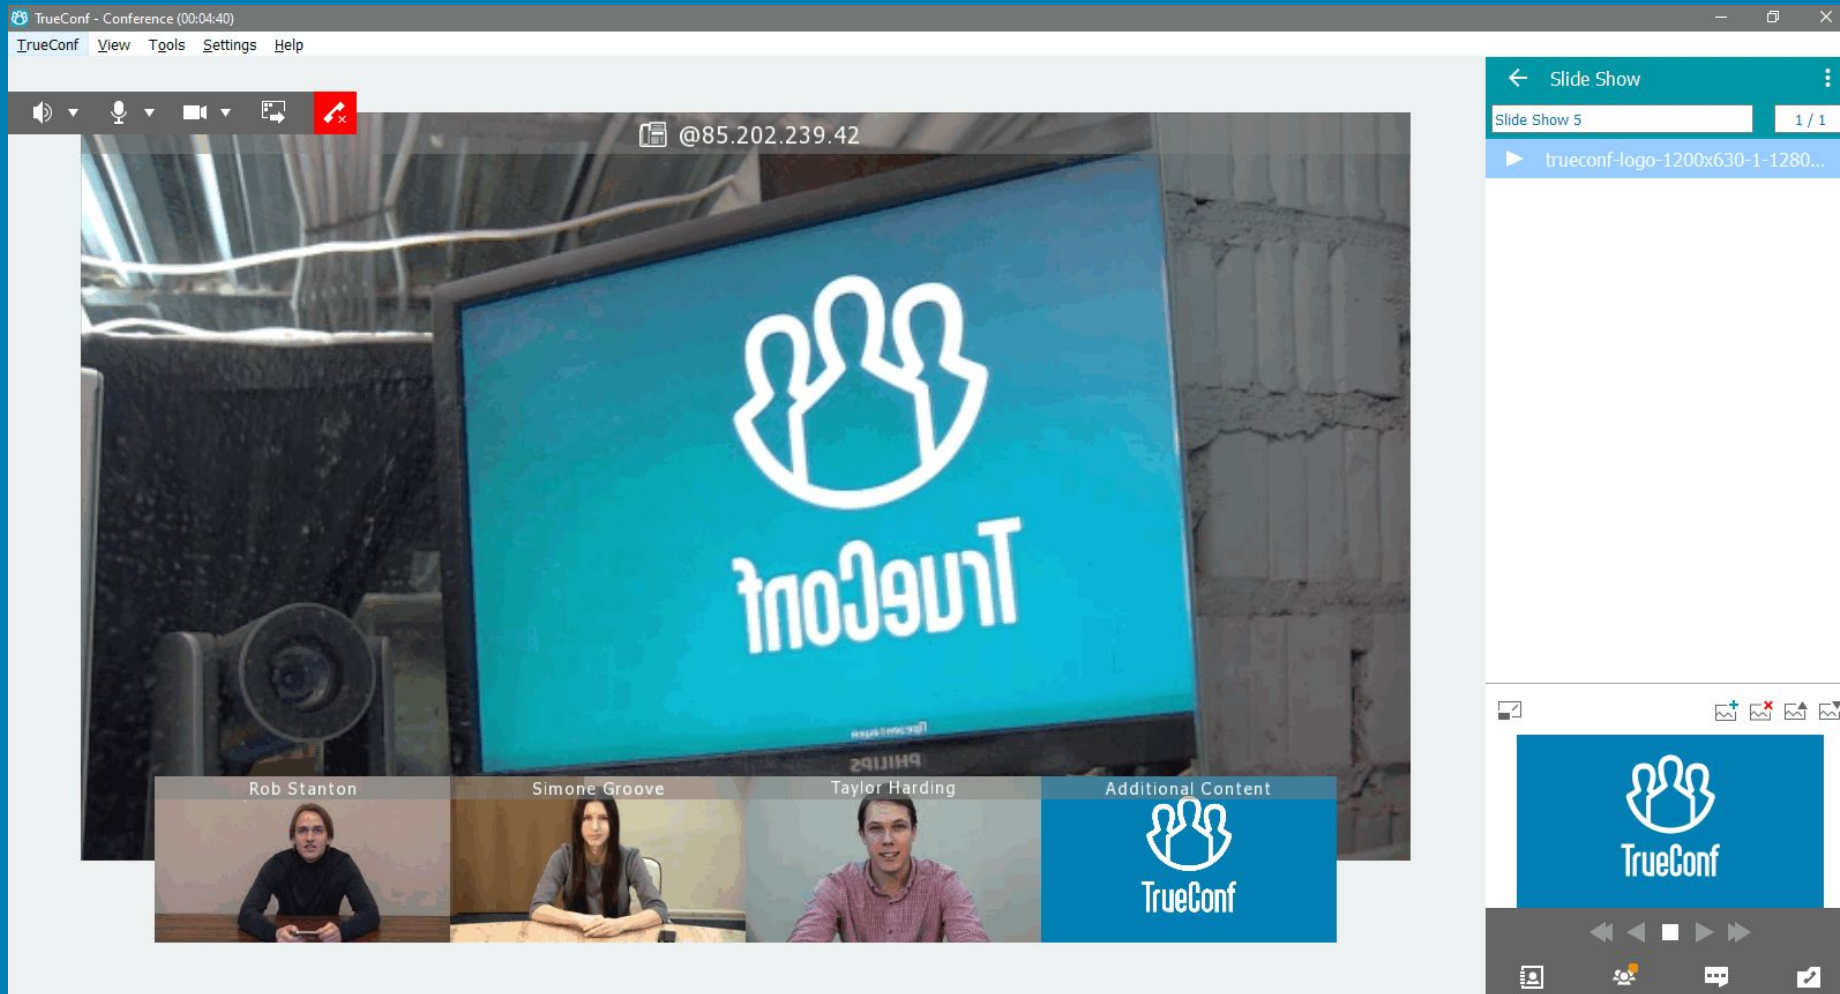 TrueConf - Conference (00:04:40)
TrueConf View Tools Settings Help
Slide Show
@85.202.239.42
Slide Show 5 1 / 1
trueconf-logo-1200x630-1-1280...
TrueConf
PHILIPS
Rob Stanton
Simone Groove
Taylor Harding
Additional Content
TrueConf
TrueConf